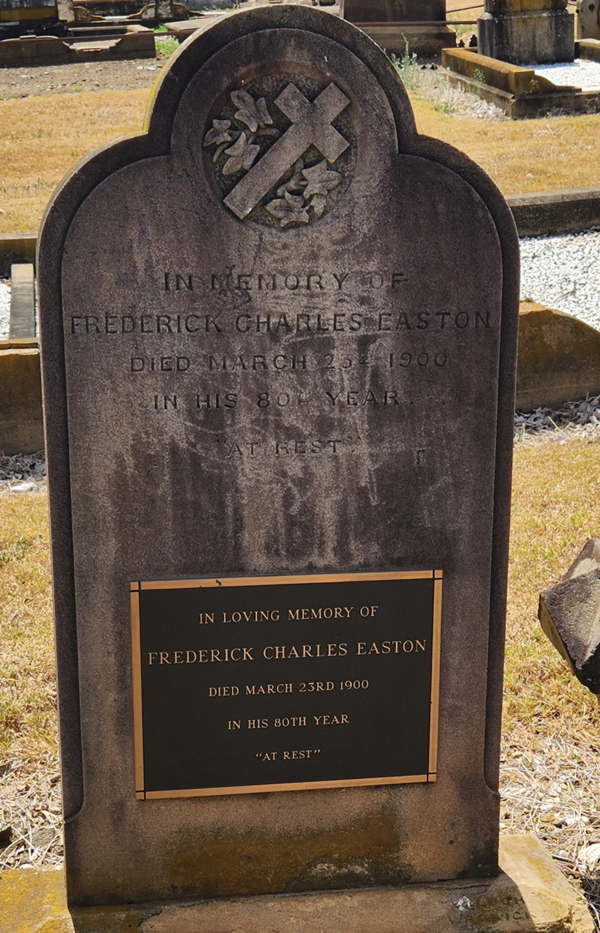 IN MEMORY OF
FREDERICK CHARLES EASTON
DIED MARCH 23RD 1900
IN HIS 80TH YEAR.
"AT REST"
IN LOVING MEMORY OF
FREDERICK CHARLES EASTON
DIED MARCH 23RD 1900
IN HIS 80TH YEAR
"AT REST"